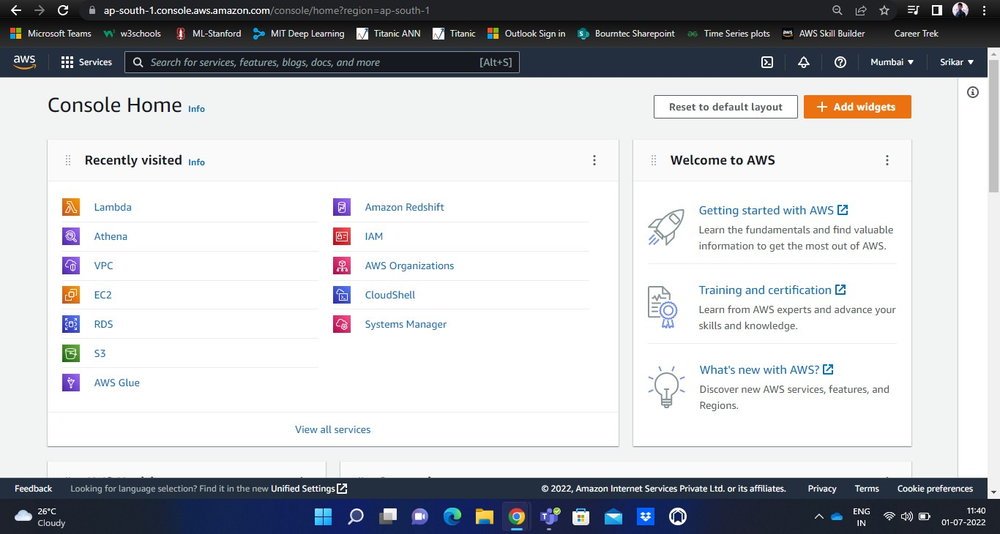 ap-south-1.console.aws.amazon.com/console/home?region=ap-south-1
Microsoft Teams w3schools ML-Stanford MIT Deep Learning Titanic ANN Titanic Outlook Sign in Bourntec Sharepoint Time Series plots aws AWS Skill Builder Career Trek
aws Services Search for services, features, blogs, docs, and more [Alt+S] Mumbai ▼ Srikar ▼
Console Home Info
Reset to default layout + Add widgets
Recently visited Info
Lambda
Athena
VPC
EC2
RDS
S3
AWS Glue
Amazon Redshift
IAM
AWS Organizations
CloudShell
Systems Manager
View all services
Welcome to AWS
Getting started with AWS
Learn the fundamentals and find valuable
information to get the most out of AWS.
Training and certification
Learn from AWS experts and advance your
skills and knowledge.
What's new with AWS?
Discover new AWS services, features, and
Regions.
Feedback Looking for language selection? Find it in the new Unified Settings © 2022, Amazon Internet Services Private Ltd. or its affiliates. Privacy Terms Cookie preferences
26°C
Cloudy
ENG
IN
11:40
01-07-2022